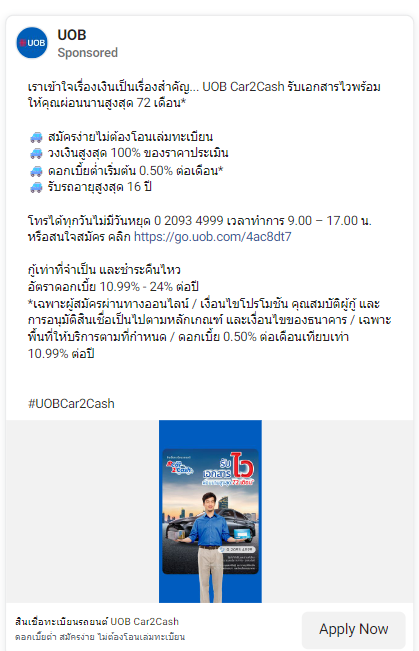 UOB
UOB
Sponsored
เราเข้าใจเรื่องเงินเป็นเรื่องสำคัญ... UOB Car2Cash รับเอกสารไวพร้อม
ให้คุณผ่อนนานสูงสุด 72 เดือน*
🚙 สมัครง่ายไม่ต้องโอนเล่มทะเบียน
🚙 วงเงินสูงสุด 100% ของราคาประเมิน
🚙 ดอกเบี้ยต่ำเริ่มต้น 0.50% ต่อเดือน*
🚙 รับรถอายุสูงสุด 16 ปี
โทรได้ทุกวันไม่มีวันหยุด 0 2093 4999 เวลาทำการ 9.00 – 17.00 น.
หรือสนใจสมัคร คลิก https://go.uob.com/4ac8dt7
กู้เท่าที่จำเป็น และชำระคืนไหว
อัตราดอกเบี้ย 10.99% - 24% ต่อปี
*เฉพาะผู้สมัครผ่านทางออนไลน์ / เงื่อนไขโปรโมชั่น คุณสมบัติผู้กู้ และ
การอนุมัติสินเชื่อเป็นไปตามหลักเกณฑ์ และเงื่อนไขของธนาคาร / เฉพาะ
พื้นที่ให้บริการตามที่กำหนด / ดอกเบี้ย 0.50% ต่อเดือนเทียบเท่า
10.99% ต่อปี
#UOBCar2Cash
รับ
เอกสาร ไว
0 2093 4999
สินเชื่อทะเบียนรถยนต์ UOB Car2Cash
ดอกเบี้ยต่ำ สมัครง่าย ไม่ต้องโอนเล่มทะเบียน
Apply Now